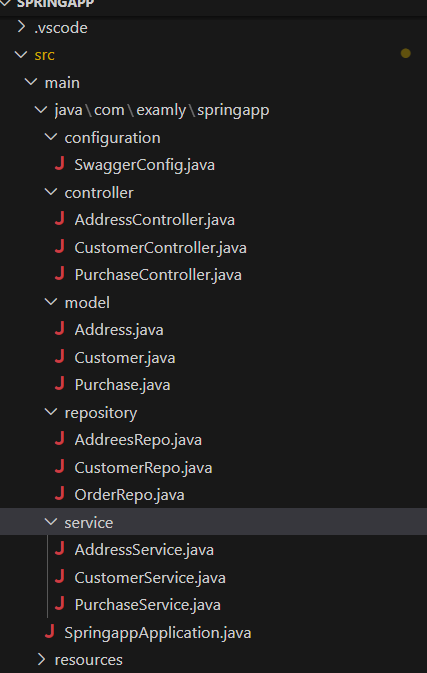 SPRINGAPP
.vscode
src
main
java\com\examly\springapp
configuration
J SwaggerConfig.java
controller
J AddressController.java
J CustomerController.java
J PurchaseController.java
model
J Address.java
J Customer.java
J Purchase.java
repository
J AddreesRepo.java
J CustomerRepo.java
J OrderRepo.java
service
J AddressService.java
J CustomerService.java
J PurchaseService.java
J SpringappApplication.java
resources